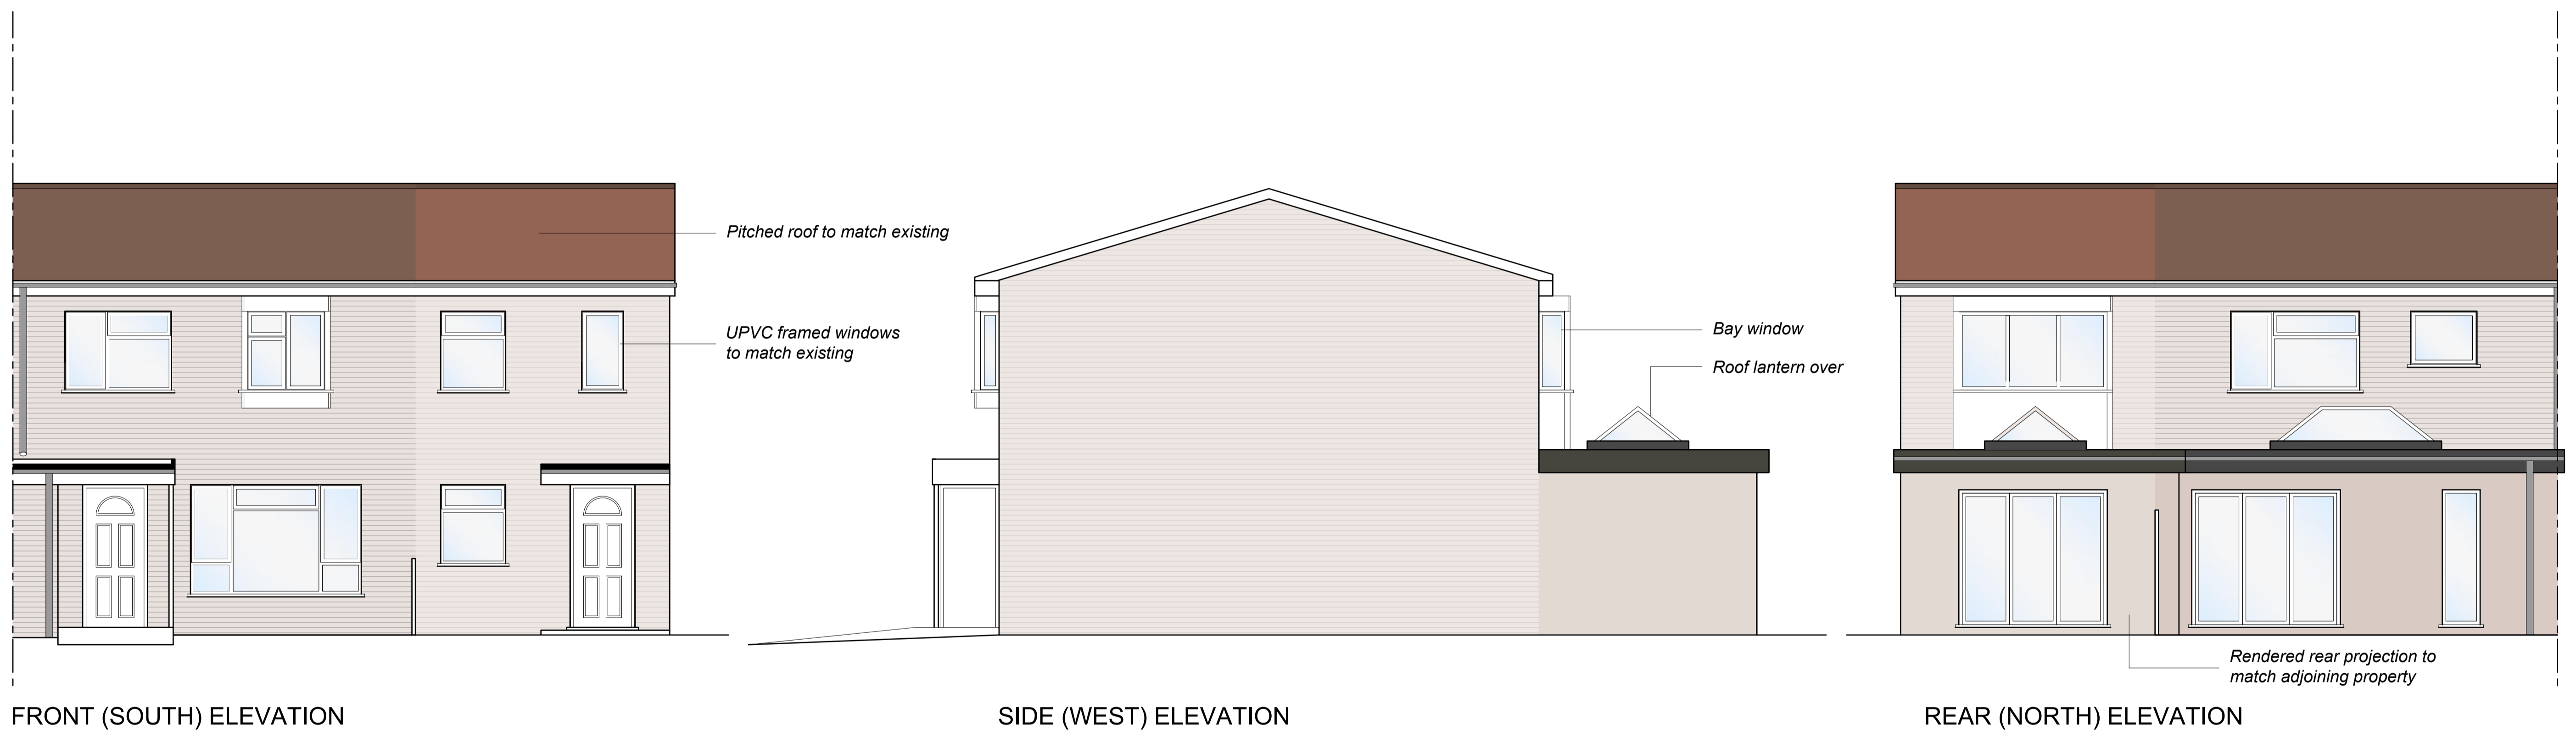 Pitched roof to match existing
UPVC framed windows
to match existing
Bay window
Roof lantern over
Rendered rear projection to
match adjoining property
FRONT (SOUTH) ELEVATION
SIDE (WEST) ELEVATION
REAR (NORTH) ELEVATION